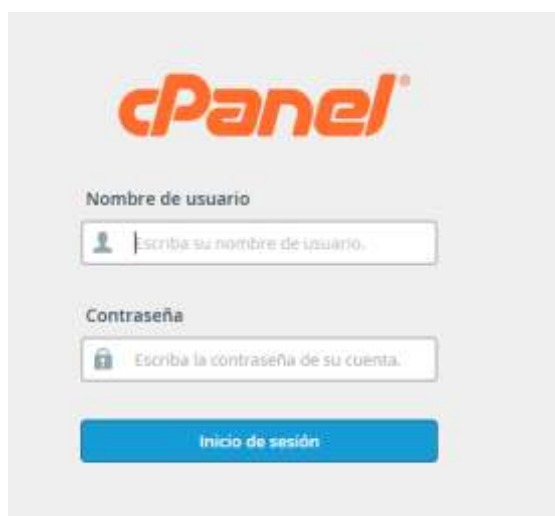 cPanel®
Nombre de usuario
Escriba su nombre de usuario.
Contraseña
Escriba la contraseña de su cuenta.
Inicio de sesión